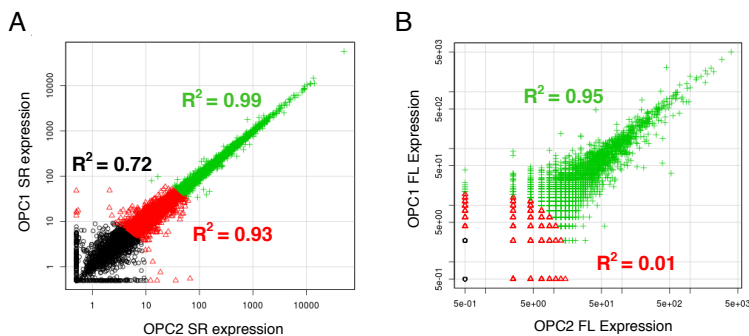 A
B
OPC1 SR expression
10000
1000
100
10
1
R² = 0.99
R² = 0.72
R² = 0.93
1
10
100
1000
10000
OPC2 SR expression
OPC1 FL Expression
5e+03
5e+02
5e+01
5e+00
5e-01
R² = 0.95
R² = 0.01
5e-01
5e+00
5e+01
5e+02
5e+03
OPC2 FL Expression